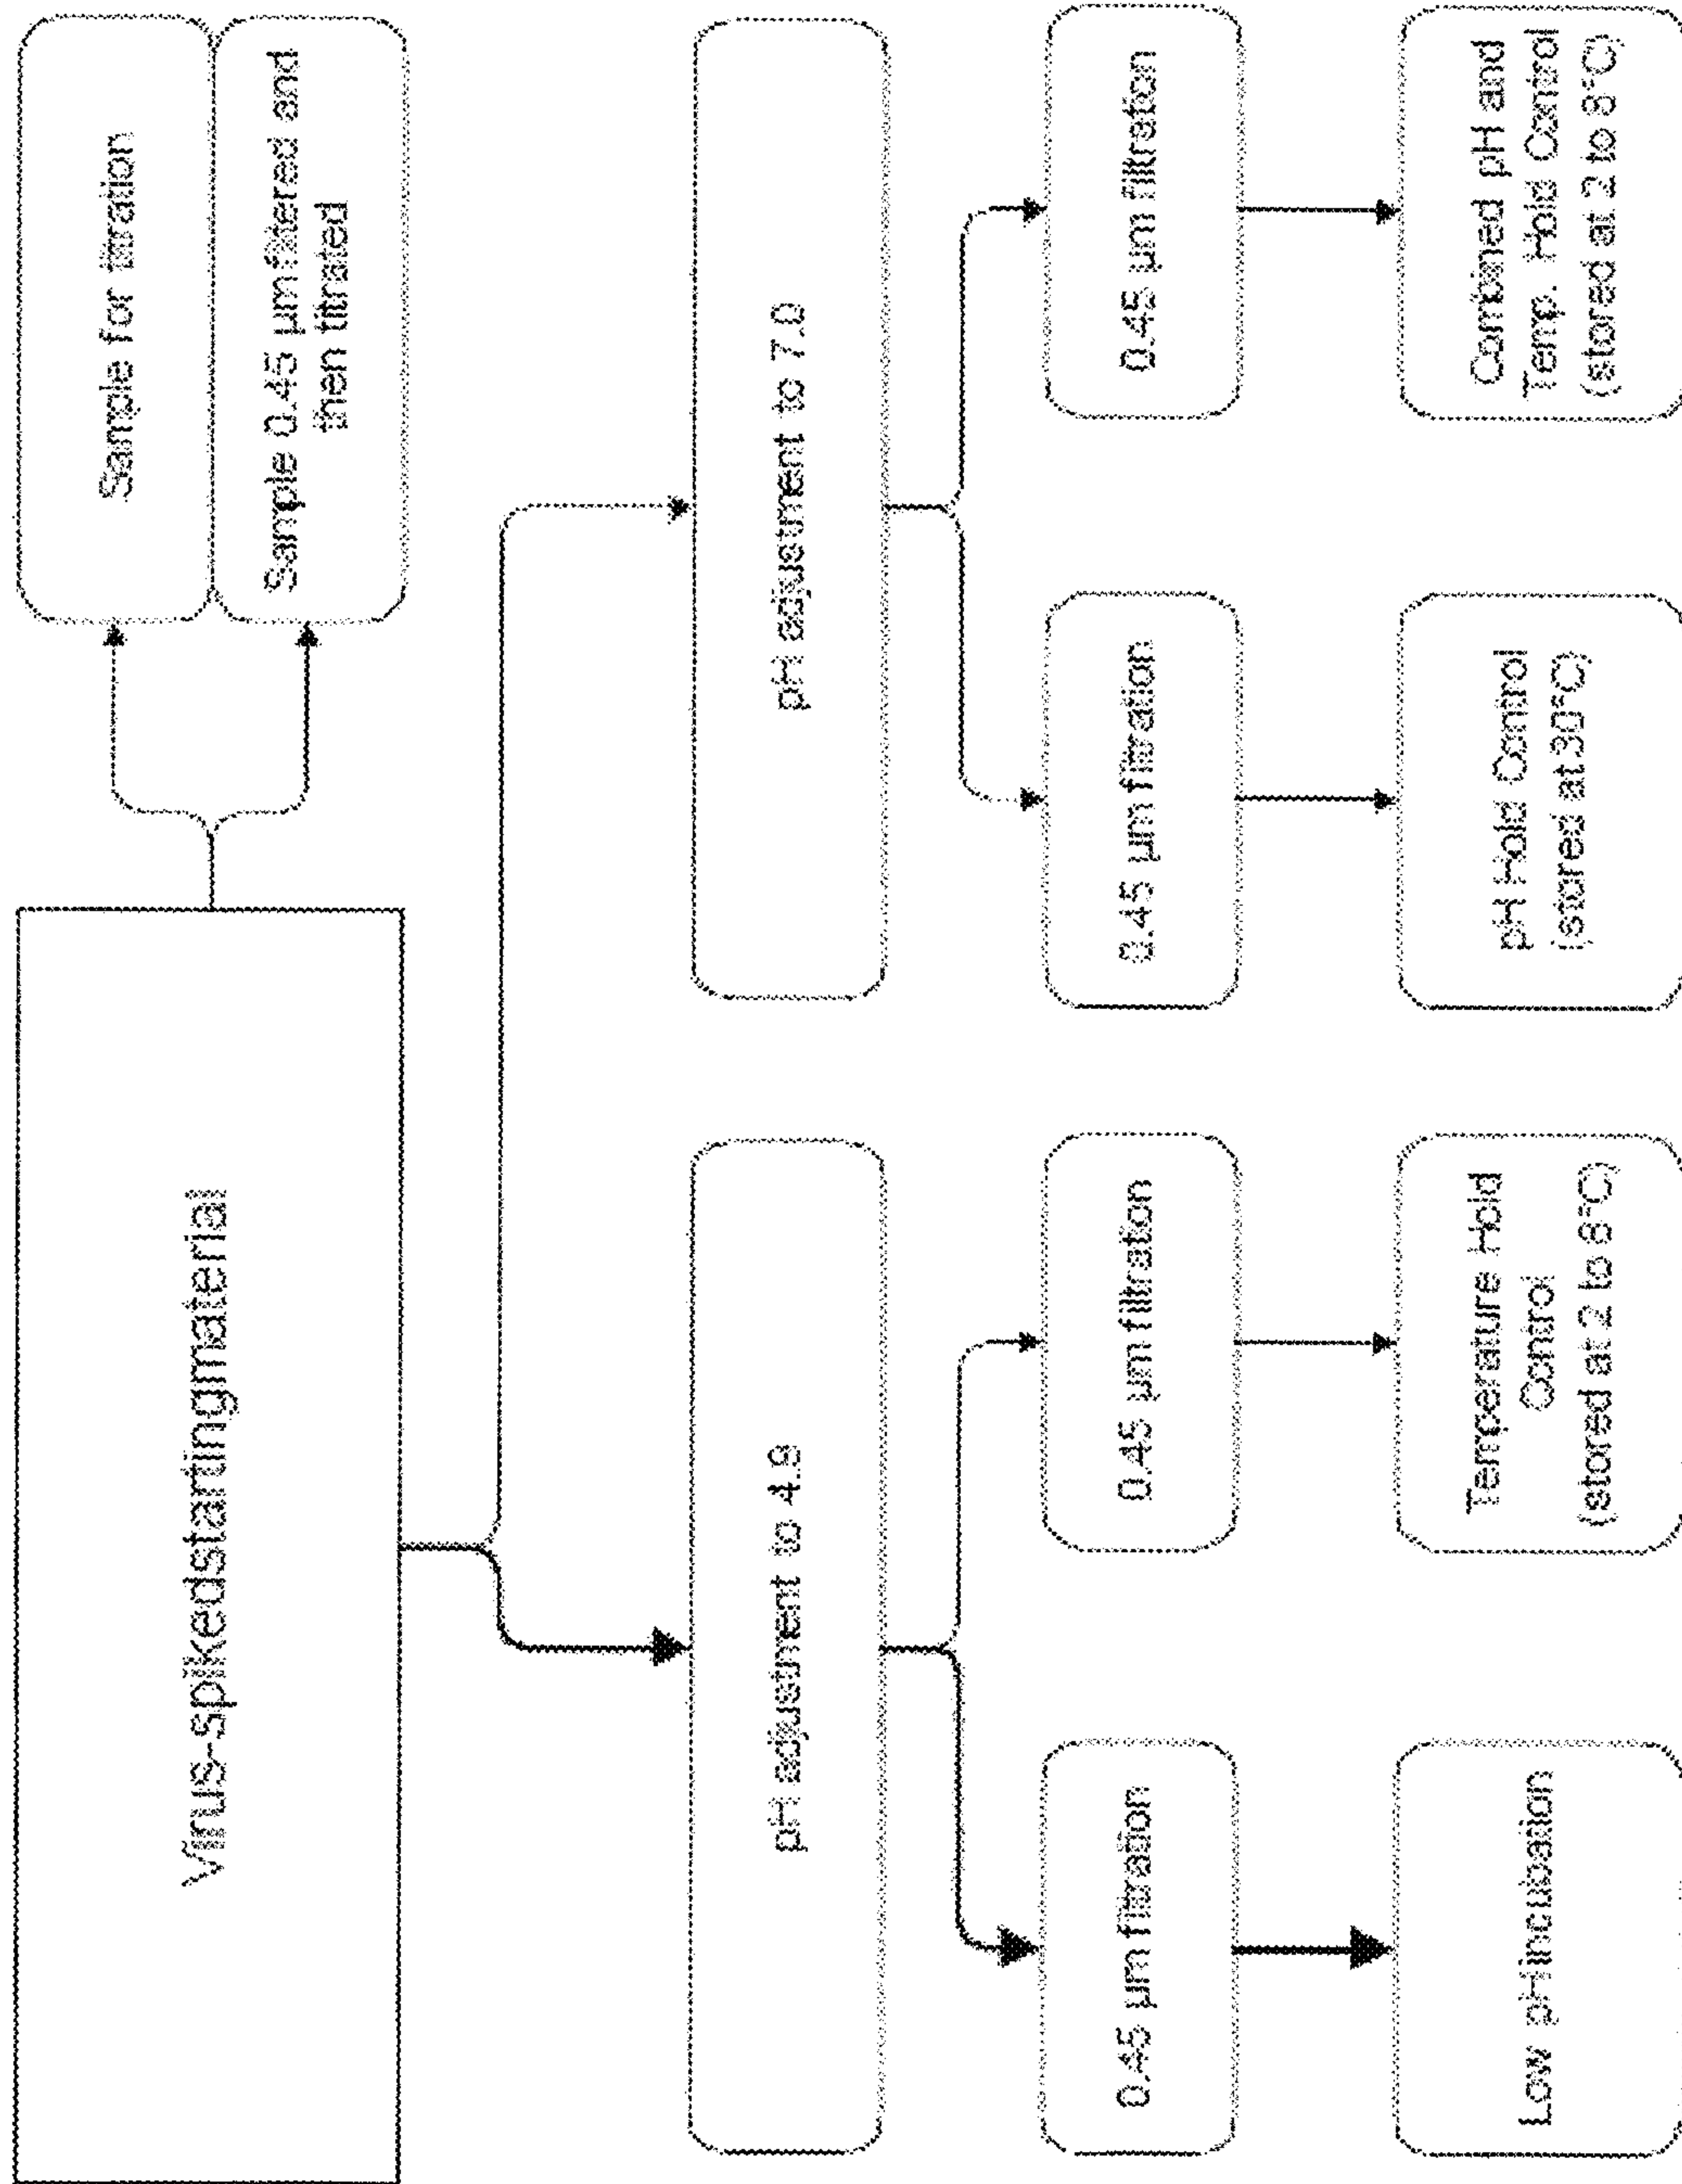 Virus-spikedstartingmaterial
Sample for titration
Sample 0.45 µm filtered and
then titrated
pH adjustment to 4.9
pH adjustment to 7.0
0.45 µm filtration
0.45 µm filtration
0.45 µm filtration
0.45 µm filtration
Low pH incubation
Temperature Hold
Control
(stored at 2 to 8°C)
pH Hold Control
(stored at 30°C)
Combined pH and
Temp. Hold Control
(stored at 2 to 8°C)